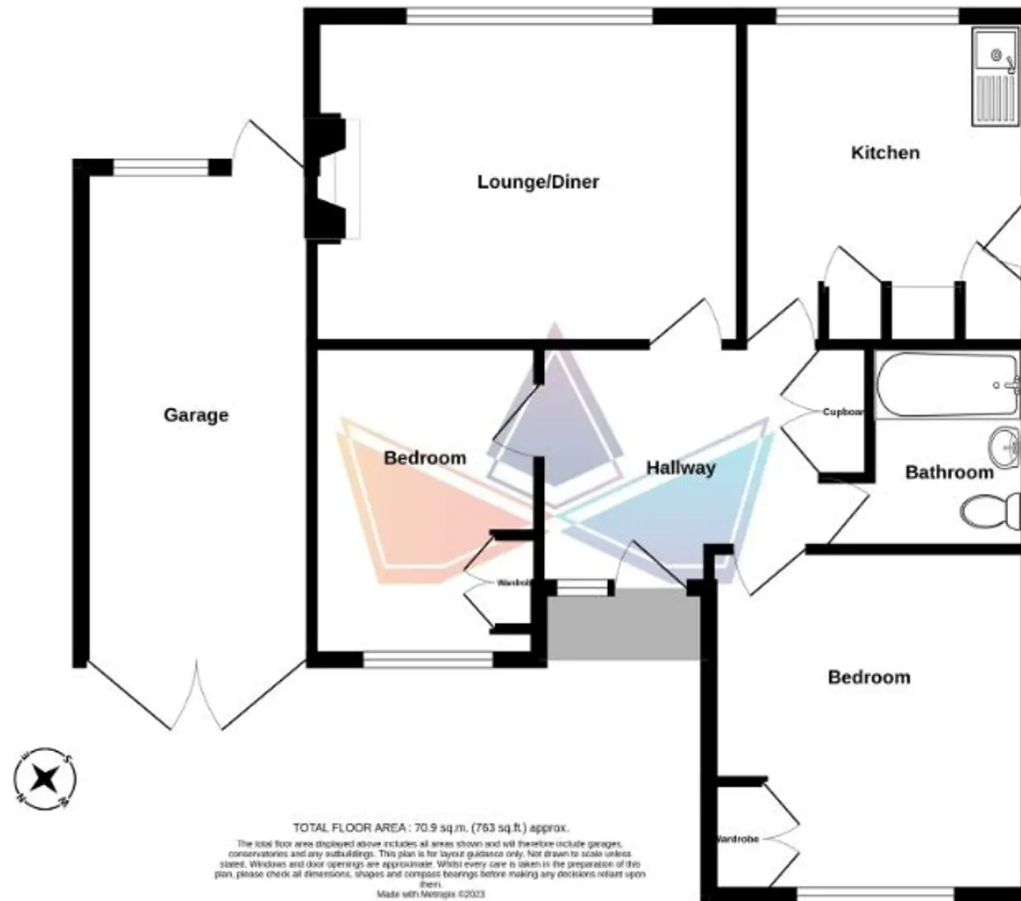 Kitchen
Lounge/Diner
Garage
Cupboar
Bedroom
Hallway
Bathroom
Wardrob
Bedroom
Wardrobe
E
S
N
W
TOTAL FLOOR AREA : 70.9 sq.m. (763 sq.ft.) approx.
The total floor area displayed above includes all areas shown and will therefore include garages,
conservatories and any outbuildings. This plan is for layout guidance only. Not drawn to scale unless
stated. Windows and door openings are approximate. Whilst every care is taken in the preparation of this
plan, please check all dimensions, shapes and compass bearings before making any decisions reliant upon
them.
Made with Metropix ©2023